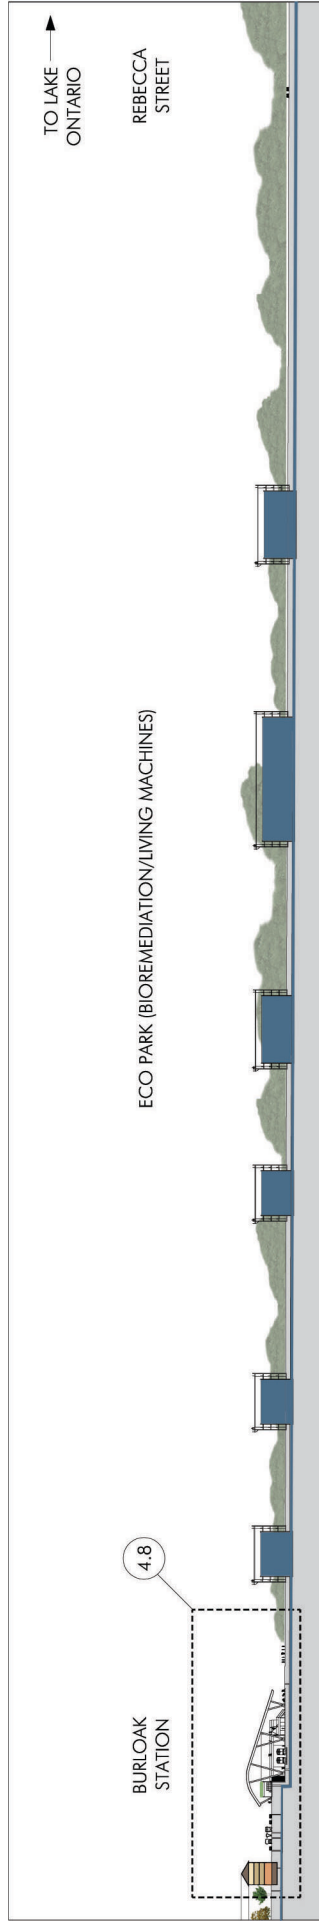 BURLOAK
STATION
4.8
ECO PARK (BIOREMEDIATION/LIVING MACHINES)
REBECCA
STREET
TO LAKE
ONTARIO